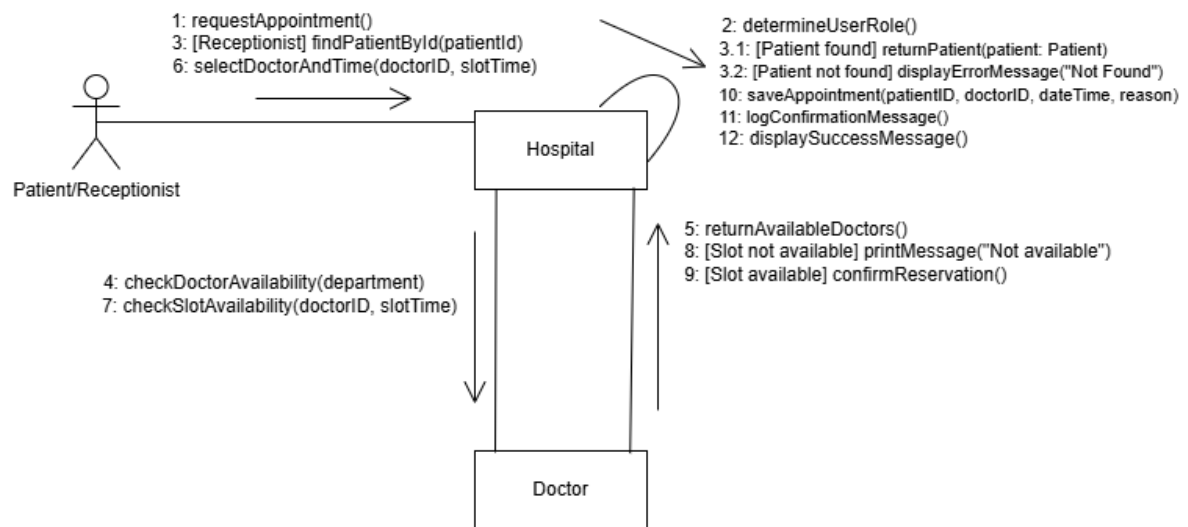 1: requestAppointment()
3: [Receptionist] findPatientById(patientId)
6: selectDoctorAndTime(doctorID, slotTime)
2: determineUserRole()
3.1: [Patient found] returnPatient(patient: Patient)
3.2: [Patient not found] displayErrorMessage("Not Found")
10: saveAppointment(patientID, doctorID, dateTime, reason)
11: logConfirmationMessage()
12: displaySuccessMessage()
Patient/Receptionist
Hospital
4: checkDoctorAvailability(department)
7: checkSlotAvailability(doctorID, slotTime)
5: returnAvailableDoctors()
8: [Slot not available] printMessage("Not available")
9: [Slot available] confirmReservation()
Doctor